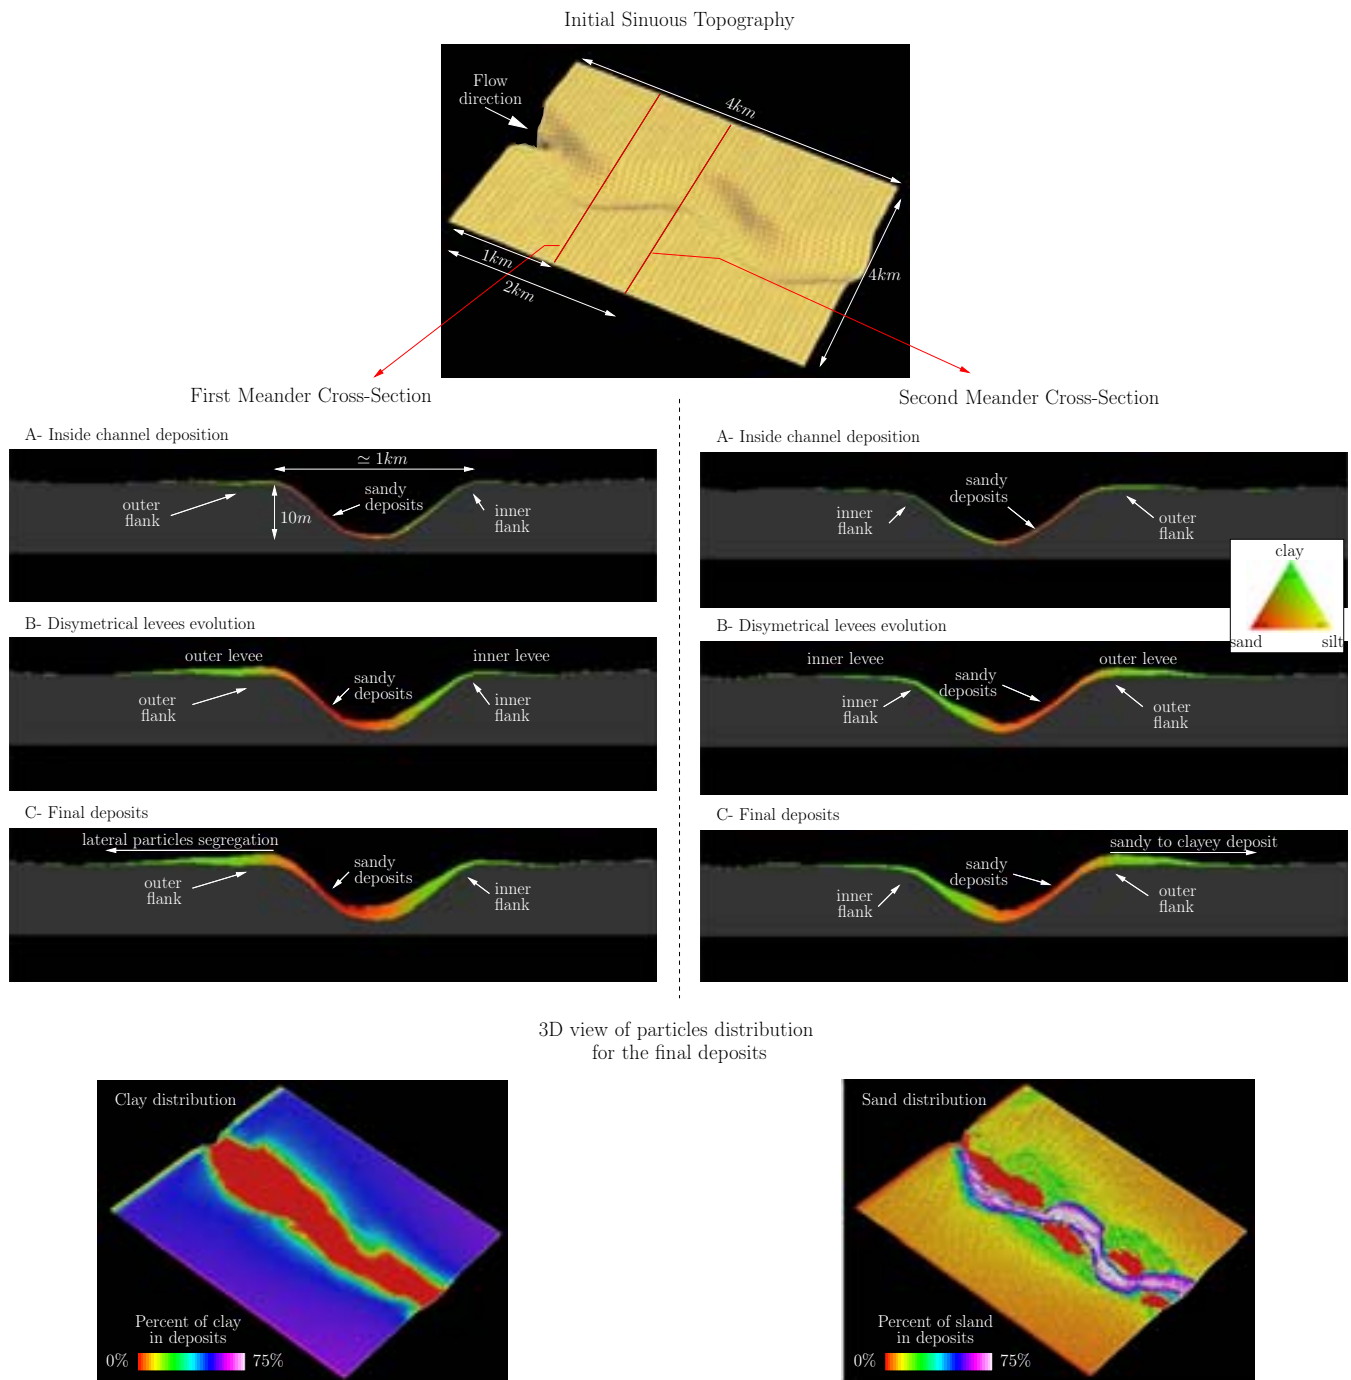 Initial Sinuous Topography
Flow
direction
4km
1km
2km
4km
First Meander Cross-Section
A- Inside channel deposition
≃ 1km
outer
flank
10m
sandy
deposits
inner
flank
B- Disymetrical levees evolution
outer levee
inner levee
outer
flank
sandy
deposits
inner
flank
C- Final deposits
lateral particles segregation
outer
flank
sandy
deposits
inner
flank
Second Meander Cross-Section
A- Inside channel deposition
inner
flank
sandy
deposits
outer
flank
clay
sand
silt
B- Disymetrical levees evolution
inner levee
outer levee
inner
flank
sandy
deposits
outer
flank
C- Final deposits
sandy to clayey deposit
inner
flank
sandy
deposits
outer
flank
3D view of particles distribution
for the final deposits
Clay distribution
Percent of clay
in deposits
0%
75%
Sand distribution
Percent of sland
in deposits
0%
75%